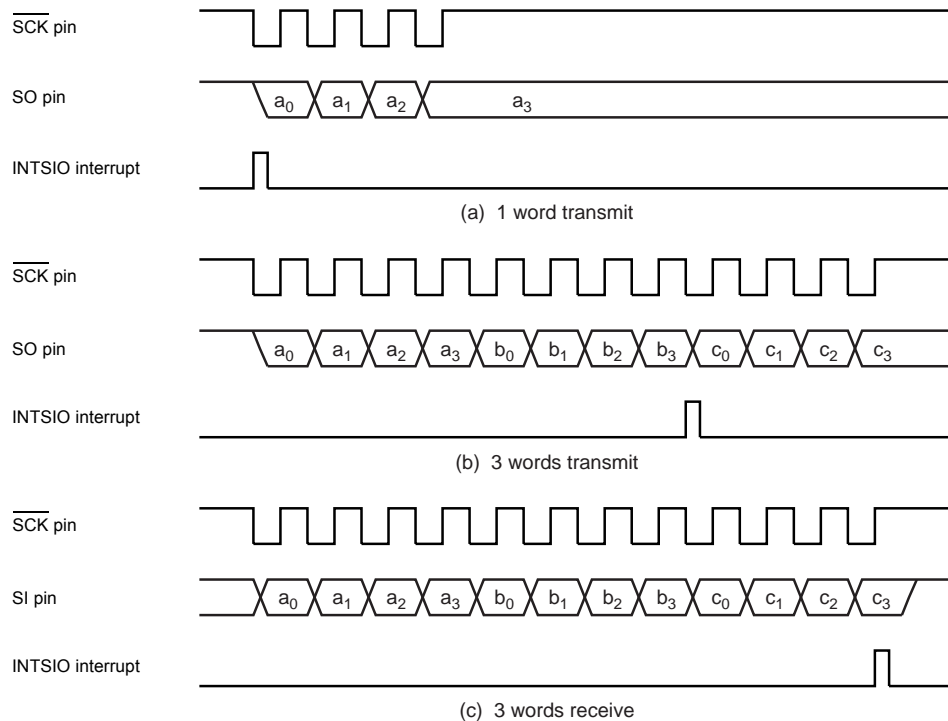 SCK pin
SO pin
a0 a1 a2 a3
INTSIO interrupt
(a) 1 word transmit
SCK pin
SO pin
a0 a1 a2 a3 b0 b1 b2 b3 c0 c1 c2 c3
INTSIO interrupt
(b) 3 words transmit
SCK pin
SI pin
a0 a1 a2 a3 b0 b1 b2 b3 c0 c1 c2 c3
INTSIO interrupt
(c) 3 words receive